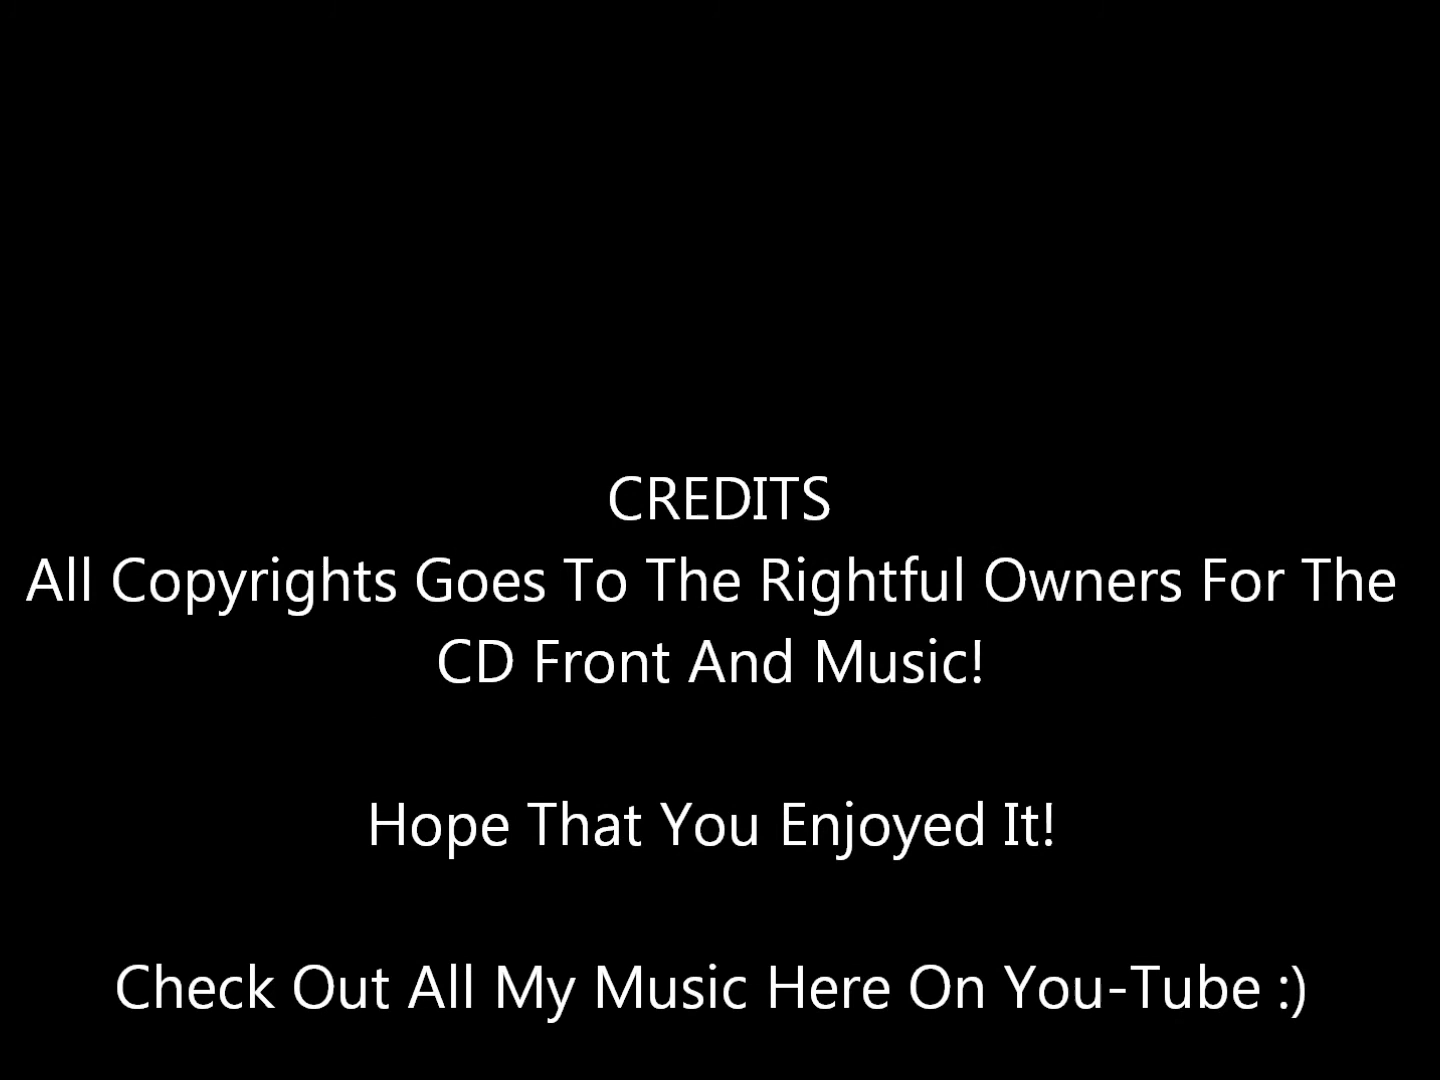 CREDITS
All Copyrights Goes To The Rightful Owners For The
CD Front And Music!
Hope That You Enjoyed It!
Check Out All My Music Here On You-Tube :)